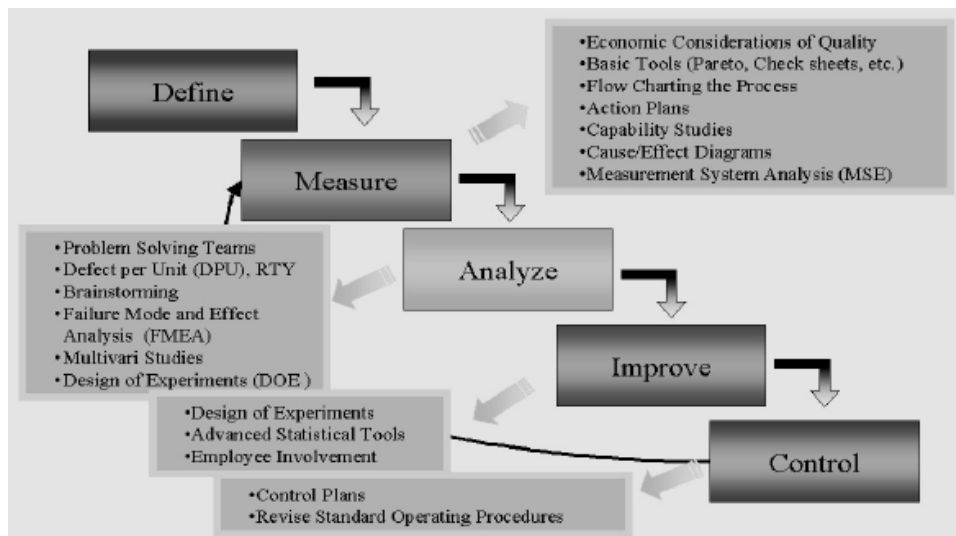 Define
•Economic Considerations of Quality
•Basic Tools (Pareto, Check sheets, etc.)
•Flow Charting the Process
•Action Plans
•Capability Studies
•Cause/Effect Diagrams
•Measurement System Analysis (MSE)
Measure
•Problem Solving Teams
•Defect per Unit (DPU), RTY
•Brainstorming
•Failure Mode and Effect
Analysis (FMEA)
•Multivari Studies
•Design of Experiments (DOE )
Analyze
Improve
•Design of Experiments
•Advanced Statistical Tools
•Employee Involvement
Control
•Control Plans
•Revise Standard Operating Procedures